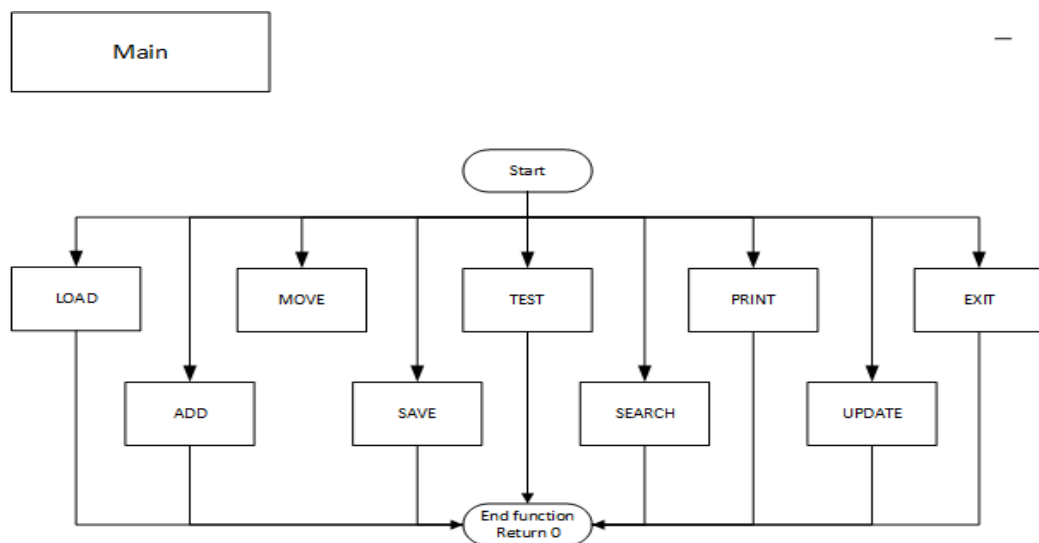 Main
Start
LOAD
MOVE
TEST
PRINT
EXIT
ADD
SAVE
SEARCH
UPDATE
End function
Return 0